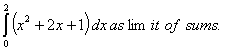 ∫₀² (x² + 2x + 1) dx as lim it of sums.